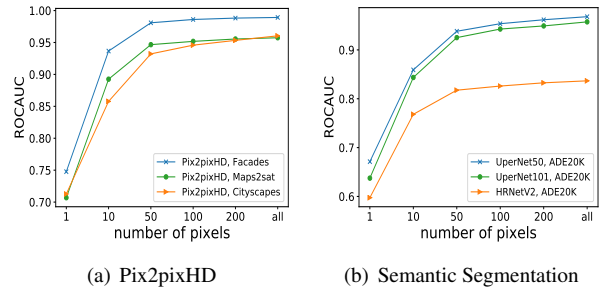 1.00
0.95
0.90
0.85
0.80
0.75
0.70
ROCAUC
Pix2pixHD, Facades
Pix2pixHD, Maps2sat
Pix2pixHD, Cityscapes
1 10 50 100 200 all
number of pixels
(a) Pix2pixHD
0.9
0.8
0.7
0.6
ROCAUC
UperNet50, ADE20K
UperNet101, ADE20K
HRNetV2, ADE20K
1 10 50 100 200 all
number of pixels
(b) Semantic Segmentation